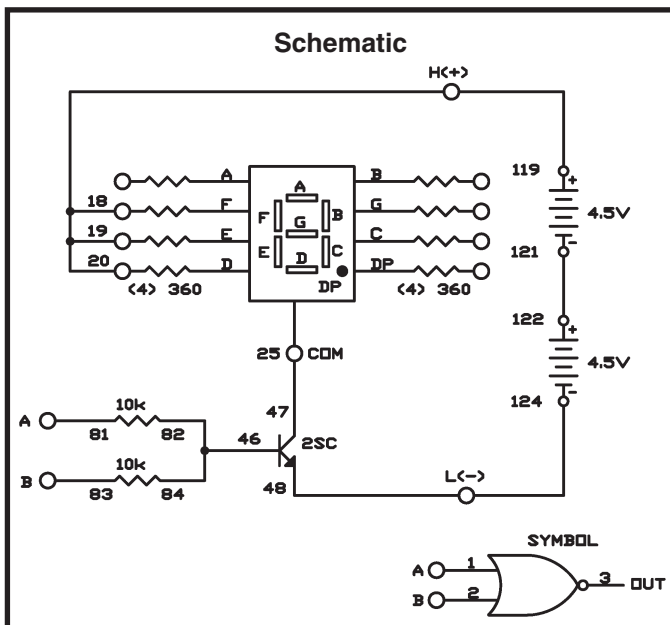 Schematic
H(+)
119
+
4.5V
-
121
122
+
4.5V
-
124
A
B
18
F
G
19
E
C
20
D
DP
(4) 360
(4) 360
A
F
B
G
E
C
D
DP
25
COM
47
10k
A
81
82
46
2SC
10k
B
83
84
48
L(-)
SYMBOL
A
1
3
OUT
B
2